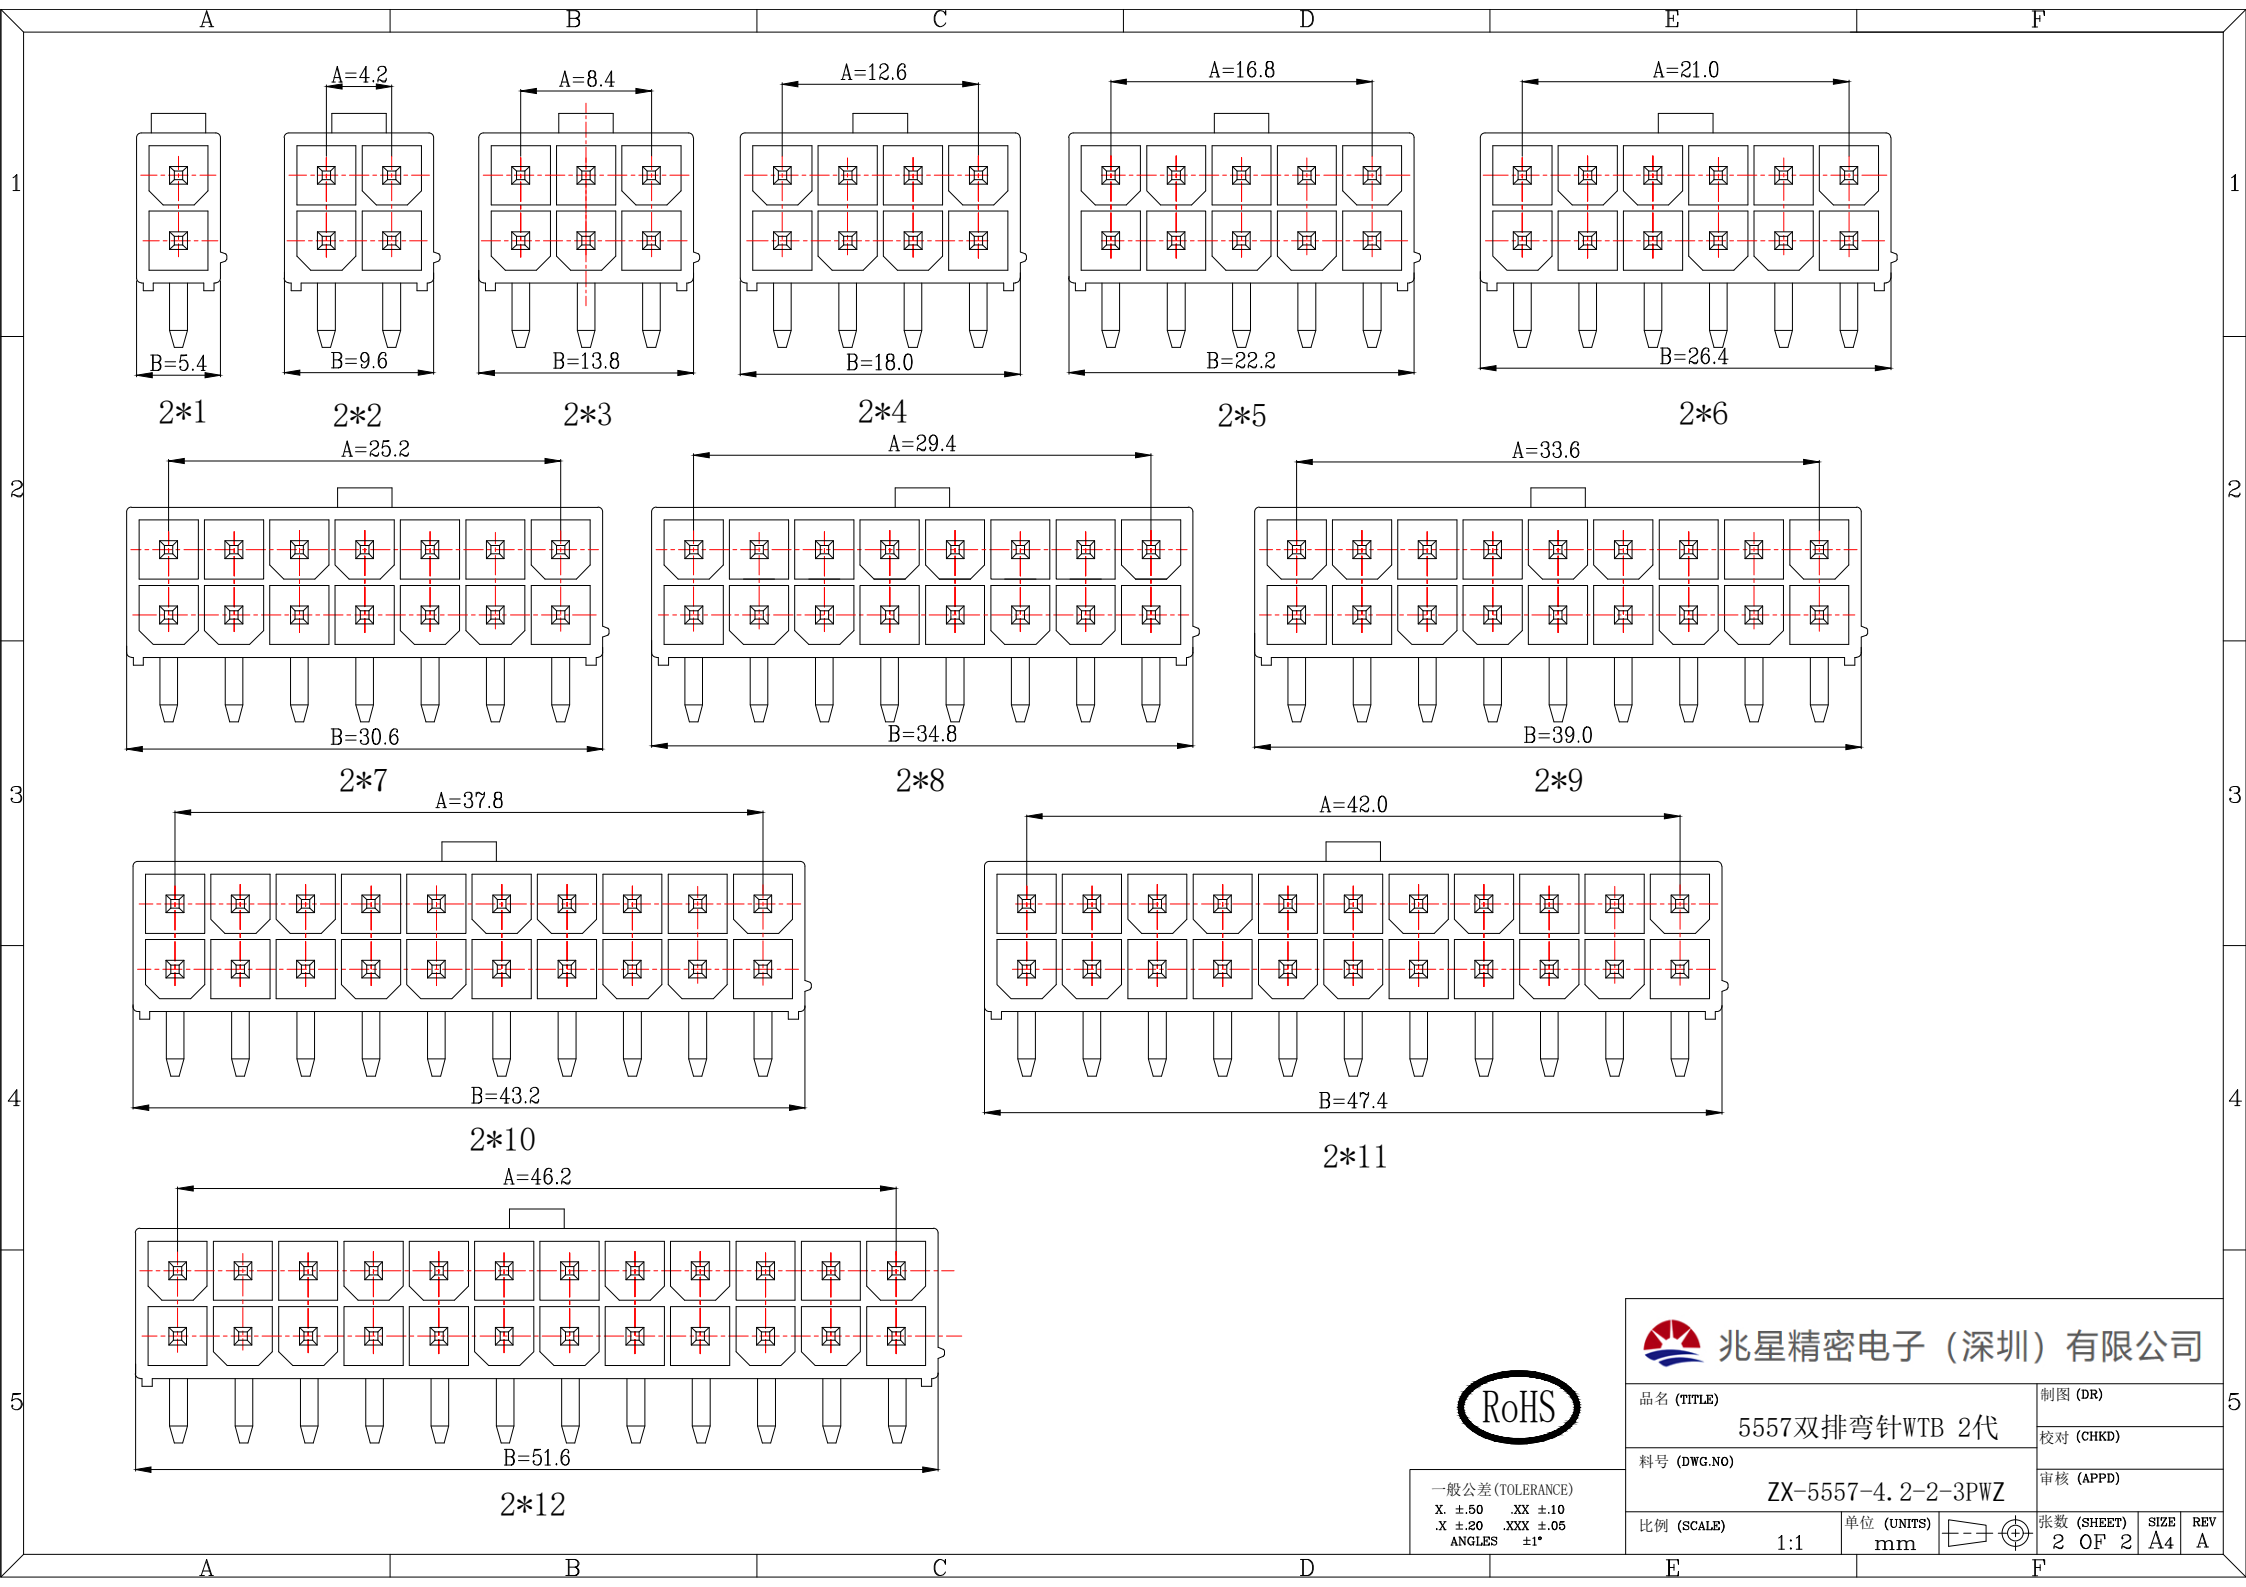 A B C D E F
A=4.2 A=8.4 A=12.6 A=16.8 A=21.0
1 1
B=5.4 B=9.6 B=13.8 B=18.0 B=22.2 B=26.4
2*1 2*2 2*3 2*4 2*5 2*6
A=25.2 A=29.4 A=33.6
2 2
B=30.6 B=34.8 B=39.0
2*7 2*8 2*9
3 3
A=37.8 A=42.0
B=43.2 B=47.4
4 4
2*10 2*11
A=46.2
B=51.6
2*12
5 5
RoHS
一般公差(TOLERANCE)
X. ±.50 .XX ±.10
.X ±.20 .XXX ±.05
ANGLES ±1°
兆星精密电子（深圳）有限公司
品名 (TITLE)
5557双排弯针WTB 2代
料号 (DWG.NO)
ZX-5557-4.2-2-3PWZ
比例 (SCALE)
1:1
单位 (UNITS)
mm
制图 (DR)
校对 (CHKD)
审核 (APPD)
张数 (SHEET)
2 OF 2
SIZE
A4
REV
A
A B C D E F